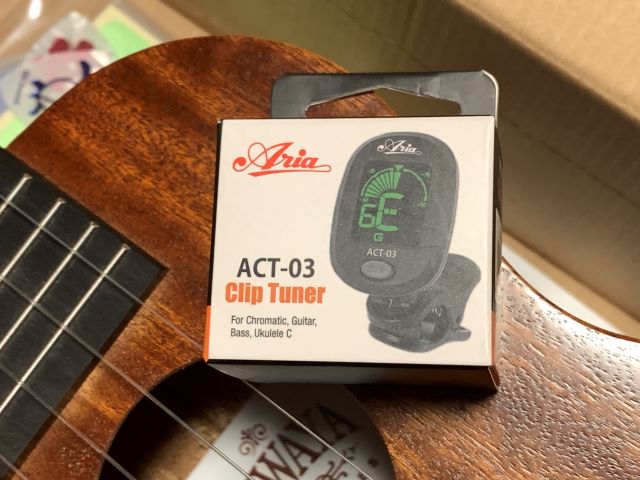 Aria
ACT-03
Clip Tuner
For Chromatic, Guitar,
Bass, Ukulele C
Aria
6E
G
ACT-03